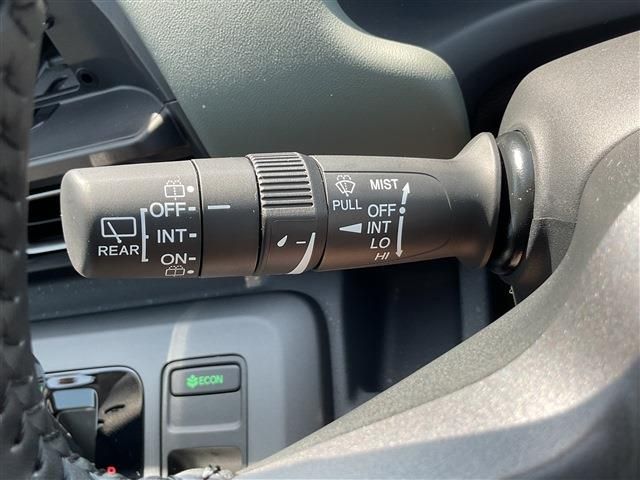 OFF
INT
ON
REAR
PULL
MIST
OFF
INT
LO
HI
ECON